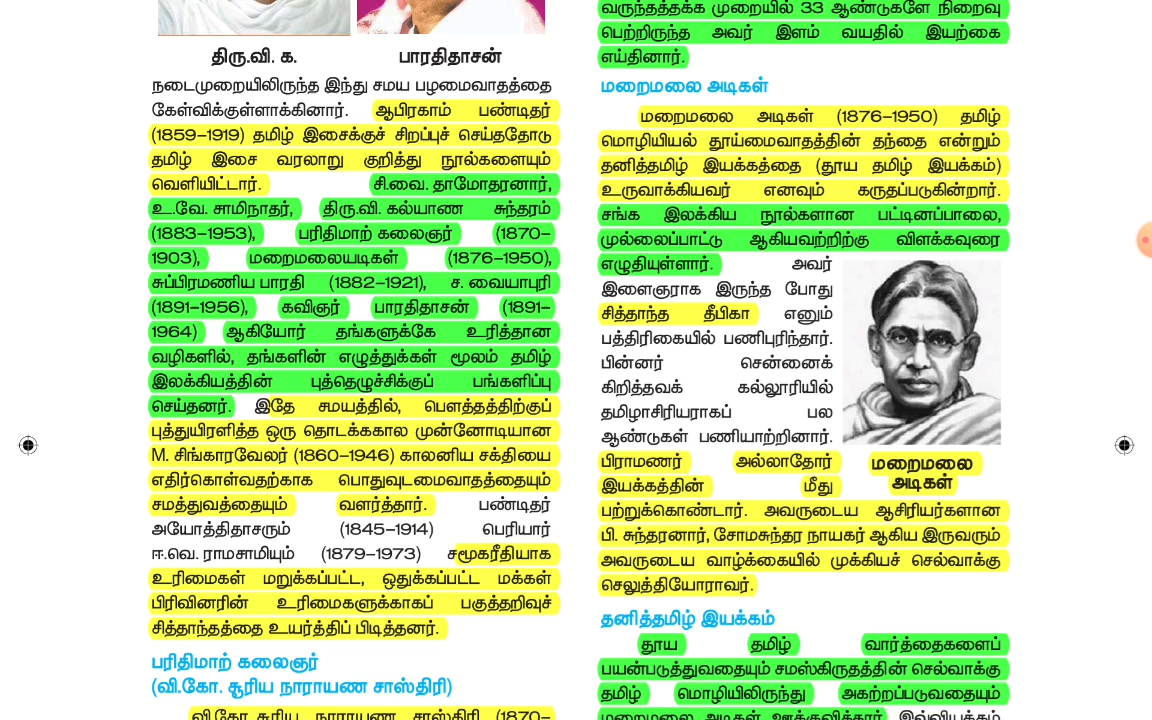 திரு.வி. க.
பாரதிதாசன்
நடைமுறையிலிருந்த இந்து சமய பழமைவாதத்தை
கேள்விக்குள்ளாக்கினார். ஆபிரகாம் பண்டிதர்
(1859–1919) தமிழ் இசைக்குச் சிறப்புச் செய்ததோடு
தமிழ் இசை வரலாறு குறித்து நூல்களையும்
வெளியிட்டார். சி.வை. தாமோதரனார்,
உ.வே. சாமிநாதர், திரு.வி. கல்யாண சுந்தரம்
(1883–1953), பரிதிமாற் கலைஞர் (1870–
1903), மறைமலையடிகள் (1876–1950),
சுப்பிரமணிய பாரதி (1882–1921), ச. வையாபுரி
(1891–1956), கவிஞர் பாரதிதாசன் (1891–
1964) ஆகியோர் தங்களுக்கே உரித்தான
வழிகளில், தங்களின் எழுத்துக்கள் மூலம் தமிழ்
இலக்கியத்தின் புத்தெழுச்சிக்குப் பங்களிப்பு
செய்தனர். இதே சமயத்தில், பௌத்தத்திற்குப்
புத்துயிரளித்த ஒரு தொடக்ககால முன்னோடியான
M. சிங்காரவேலர் (1860–1946) காலனிய சக்தியை
எதிர்கொள்வதற்காக பொதுவுடமைவாதத்தையும்
சமத்துவத்தையும் வளர்த்தார். பண்டிதர்
அயோத்திதாசரும் (1845–1914) பெரியார்
ஈ.வெ. ராமசாமியும் (1879–1973) சமூகரீதியாக
உரிமைகள் மறுக்கப்பட்ட, ஒதுக்கப்பட்ட மக்கள்
பிரிவினரின் உரிமைகளுக்காகப் பகுத்தறிவுச்
சித்தாந்தத்தை உயர்த்திப் பிடித்தனர்.
பரிதிமாற் கலைஞர்
(வி.கோ. சூரிய நாராயண சாஸ்திரி)
வி.கோ.சூரிய நாராயண சாஸ்திரி (1870–
வருந்தத்தக்க முறையில் 33 ஆண்டுகளே நிறைவு
பெற்றிருந்த அவர் இளம் வயதில் இயற்கை
எய்தினார்.
மறைமலை அடிகள்
மறைமலை அடிகள் (1876–1950) தமிழ்
மொழியியல் தூய்மைவாதத்தின் தந்தை என்றும்
தனித்தமிழ் இயக்கத்தை (தூய தமிழ் இயக்கம்)
உருவாக்கியவர் எனவும் கருதப்படுகின்றார்.
சங்க இலக்கிய நூல்களான பட்டினப்பாலை,
முல்லைப்பாட்டு ஆகியவற்றிற்கு விளக்கவுரை
எழுதியுள்ளார். அவர்
இளைஞராக இருந்த போது
சித்தாந்த தீபிகா எனும்
பத்திரிகையில் பணிபுரிந்தார்.
பின்னர் சென்னைக்
கிறித்தவக் கல்லூரியில்
தமிழாசிரியராகப் பல
ஆண்டுகள் பணியாற்றினார்.
பிராமணர் அல்லாதோர்
இயக்கத்தின் மீது
பற்றுக்கொண்டார். அவருடைய ஆசிரியர்களான
பி. சுந்தரனார், சோமசுந்தர நாயகர் ஆகிய இருவரும்
அவருடைய வாழ்க்கையில் முக்கியச் செல்வாக்கு
செலுத்தியோராவர்.
மறைமலை
அடிகள்
தனித்தமிழ் இயக்கம்
தூய தமிழ் வார்த்தைகளைப்
பயன்படுத்துவதையும் சமஸ்கிருதத்தின் செல்வாக்கு
தமிழ் மொழியிலிருந்து அகற்றப்படுவதையும்
மறைமலை அடிகள் ஊக்குவித்தார். இவ்வியக்கம்